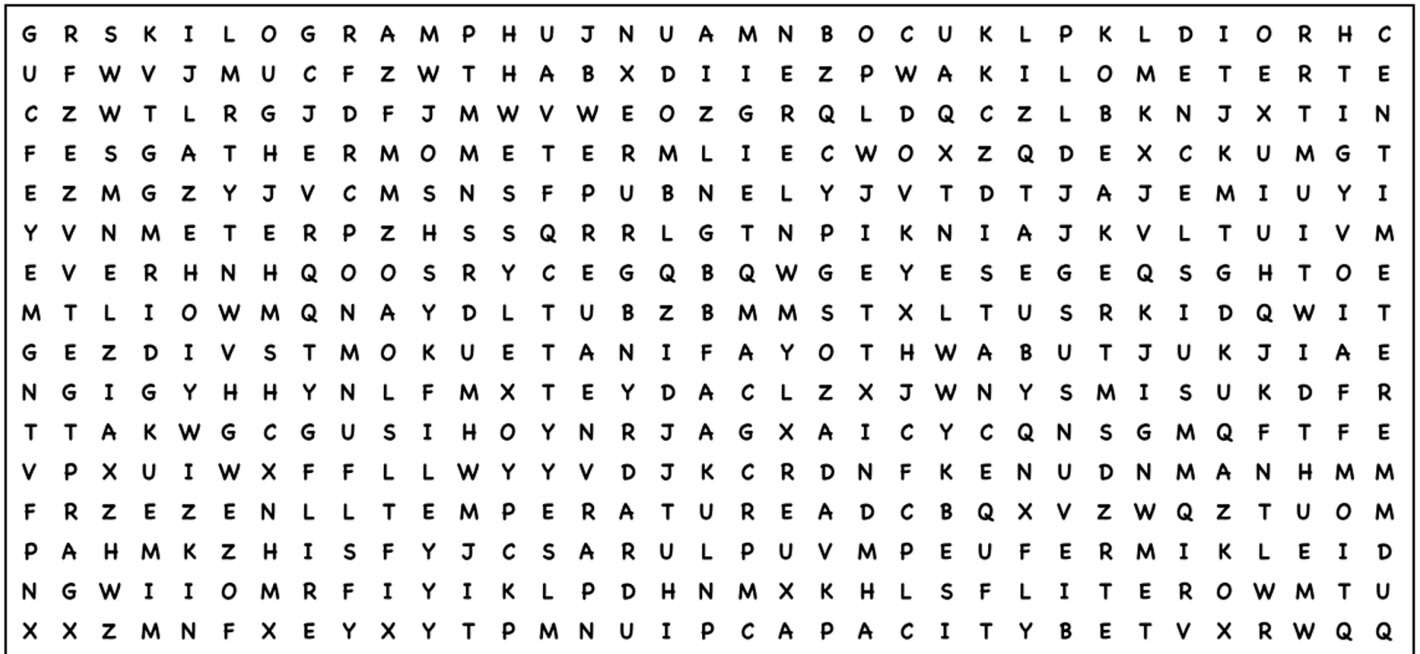 G R S K I L O G R A M P H U J N U A M N B O C U K L P K L D I O R H C
U F W V J M U C F Z W T H A B X D I I E Z P W A K I L O M E T E R T E
C Z W T L R G J D F J M W V W E O Z G R Q L D Q C Z L B K N J X T I N
F E S G A T H E R M O M E T E R M L I E C W O X Z Q D E X C K U M G T
E Z M G Z Y J V C M S N S F P U B N E L Y J V T D T J A J E M I U Y I
Y V N M E T E R P Z H S S Q R R L G T N P I K N I A J K V L T U I V M
E V E R H N H Q O O S R Y C E G Q B Q W G E Y E S E G E Q S G H T O E
M T L I O W M Q N A Y D L T U B Z B M M S T X L T U S R K I D Q W I T
G E Z D I V S T M O K U E T A N I F A Y O T H W A B U T J U K J I A E
N G I G Y H H Y N L F M X T E Y D A C L Z X J W N Y S M I S U K D F R
T T A K W G C G U S I H O Y N R J A G X A I C Y C Q N S G M Q F T F E
V P X U I W X F F L L W Y Y V D J K C R D N F K E N U D N M A N H M M
F R Z E Z E N L L T E M P E R A T U R E A D C B Q X V Z W Q Z T U O M
P A H M K Z H I S F Y J C S A R U L P U V M P E U F E R M I K L E I D
N G W I I O M R F I Y I K L P D H N M X K H L S F L I T E R O W M T U
X X Z M N F X E Y X Y T P M N U I P C A P A C I T Y B E T V X R W Q Q